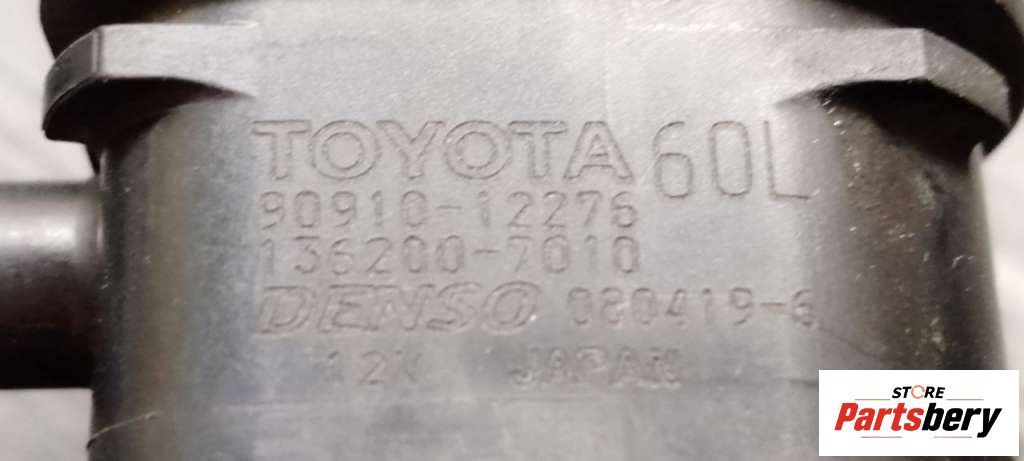 TOYOTA 60L
90910-12276
136200-7010
DENSO 080419-6
12V JAPAN
STORE
Partsbery